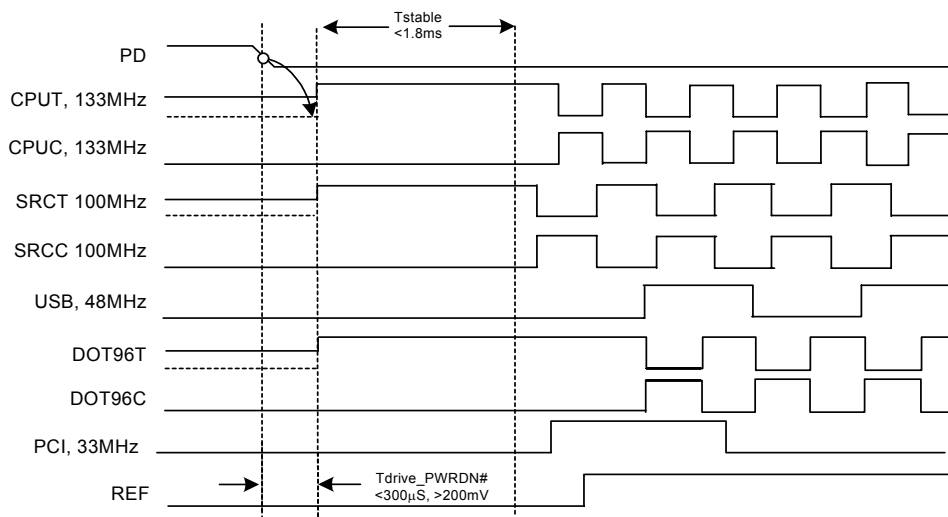 Tstable
<1.8ms
PD
CPUT, 133MHz
CPUC, 133MHz
SRCT 100MHz
SRCC 100MHz
USB, 48MHz
DOT96T
DOT96C
PCI, 33MHz
Tdrive_PWRDN#
<300µS, >200mV
REF